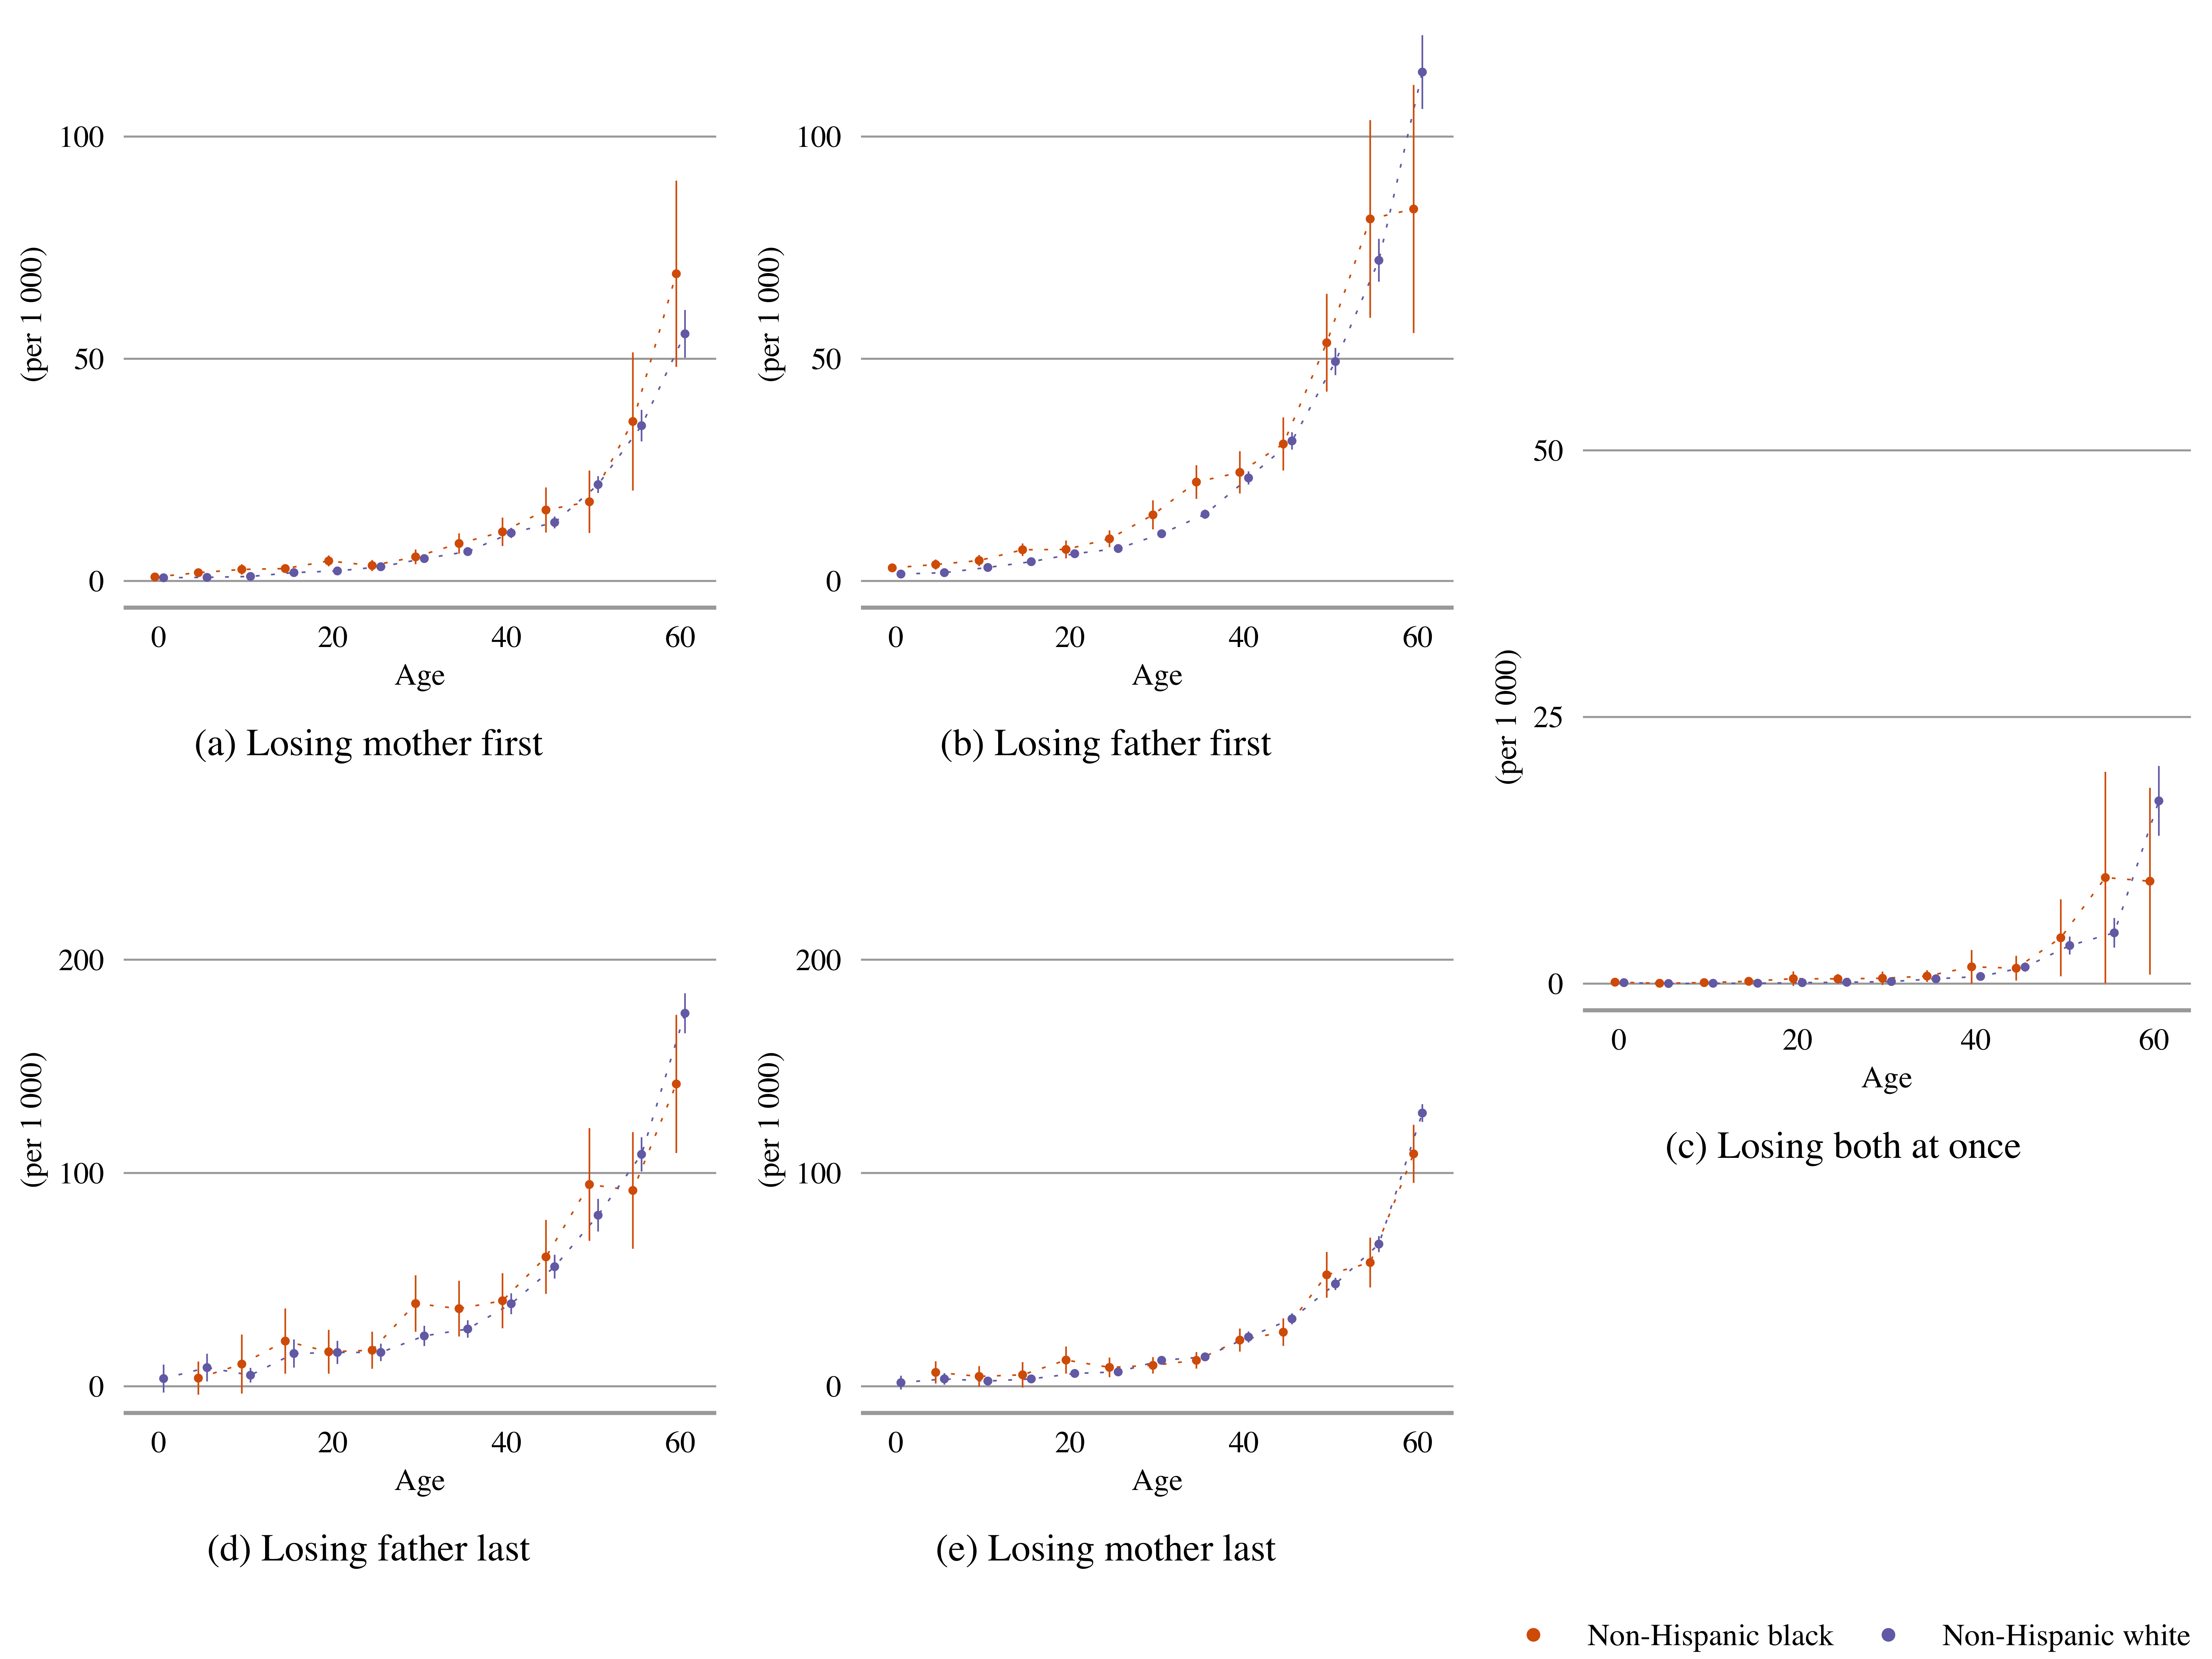 100
50
0
(per 1 000)
0 20 40 60
Age
(a) Losing mother first
100
50
0
(per 1 000)
0 20 40 60
Age
(b) Losing father first
50
25
0
(per 1 000)
0 20 40 60
Age
(c) Losing both at once
200
100
0
(per 1 000)
0 20 40 60
Age
(d) Losing father last
200
100
0
(per 1 000)
0 20 40 60
Age
(e) Losing mother last
Non-Hispanic black Non-Hispanic white